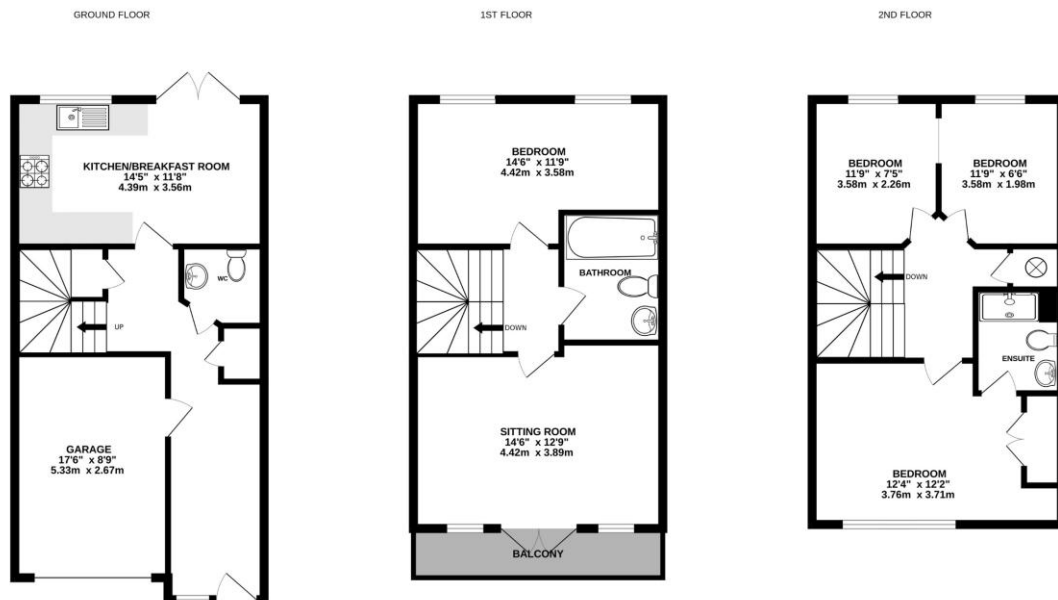 GROUND FLOOR
KITCHEN/BREAKFAST ROOM
14'5" x 11'8"
4.39m x 3.56m
WC
UP
GARAGE
17'6" x 8'9"
5.33m x 2.67m
1ST FLOOR
BEDROOM
14'6" x 11'9"
4.42m x 3.58m
BATHROOM
DOWN
SITTING ROOM
14'6" x 12'9"
4.42m x 3.89m
BALCONY
2ND FLOOR
BEDROOM
11'9" x 7'5"
3.58m x 2.26m
BEDROOM
11'9" x 6'6"
3.58m x 1.98m
DOWN
ENSUITE
BEDROOM
12'4" x 12'2"
3.76m x 3.71m